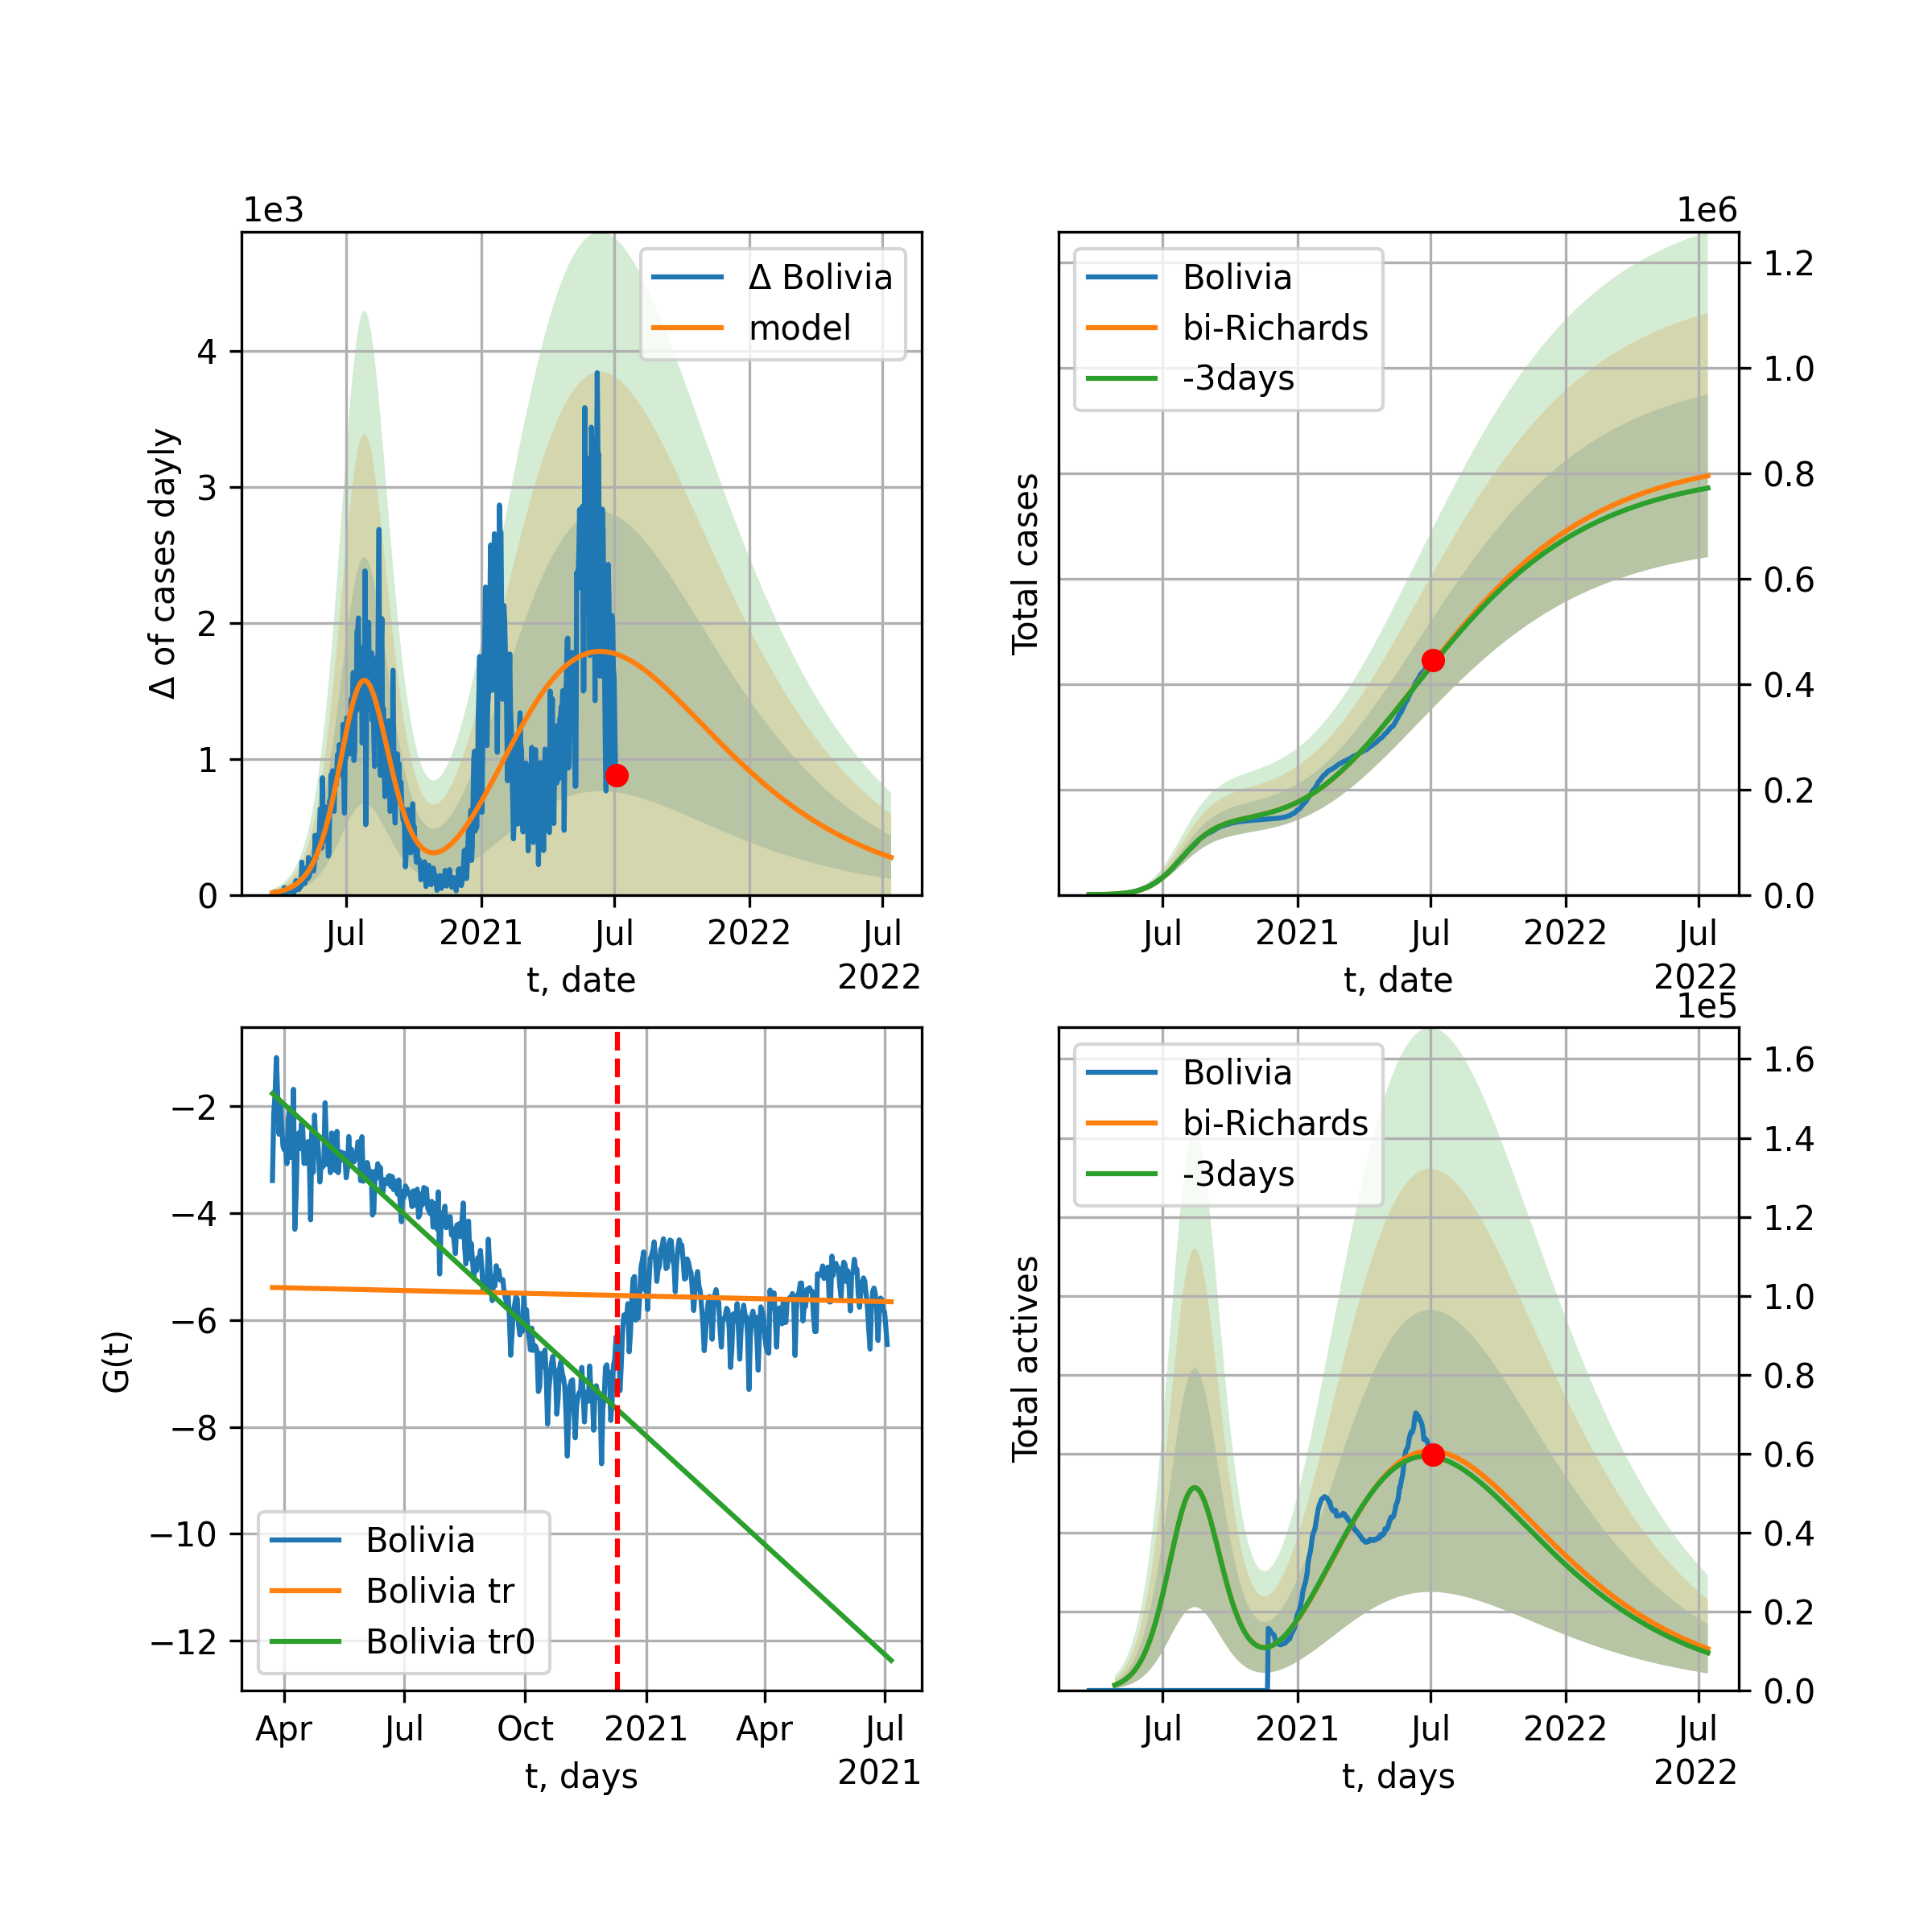 1e3
Δ Bolivia
model
Δ of cases dayly
4
3
2
1
0
Jul
2021
Jul
2022
Jul
2022
t, date
1e6
Bolivia
bi-Richards
-3days
Total cases
1.2
1.0
0.8
0.6
0.4
0.2
0.0
Jul
2021
Jul
2022
Jul
2022
t, date
G(t)
−2
−4
−6
−8
−10
−12
Bolivia
Bolivia tr
Bolivia tr0
Apr
Jul
Oct
2021
Apr
Jul
2021
t, days
1e5
Bolivia
bi-Richards
-3days
Total actives
1.6
1.4
1.2
1.0
0.8
0.6
0.4
0.2
0.0
Jul
2021
Jul
2022
Jul
2022
t, days